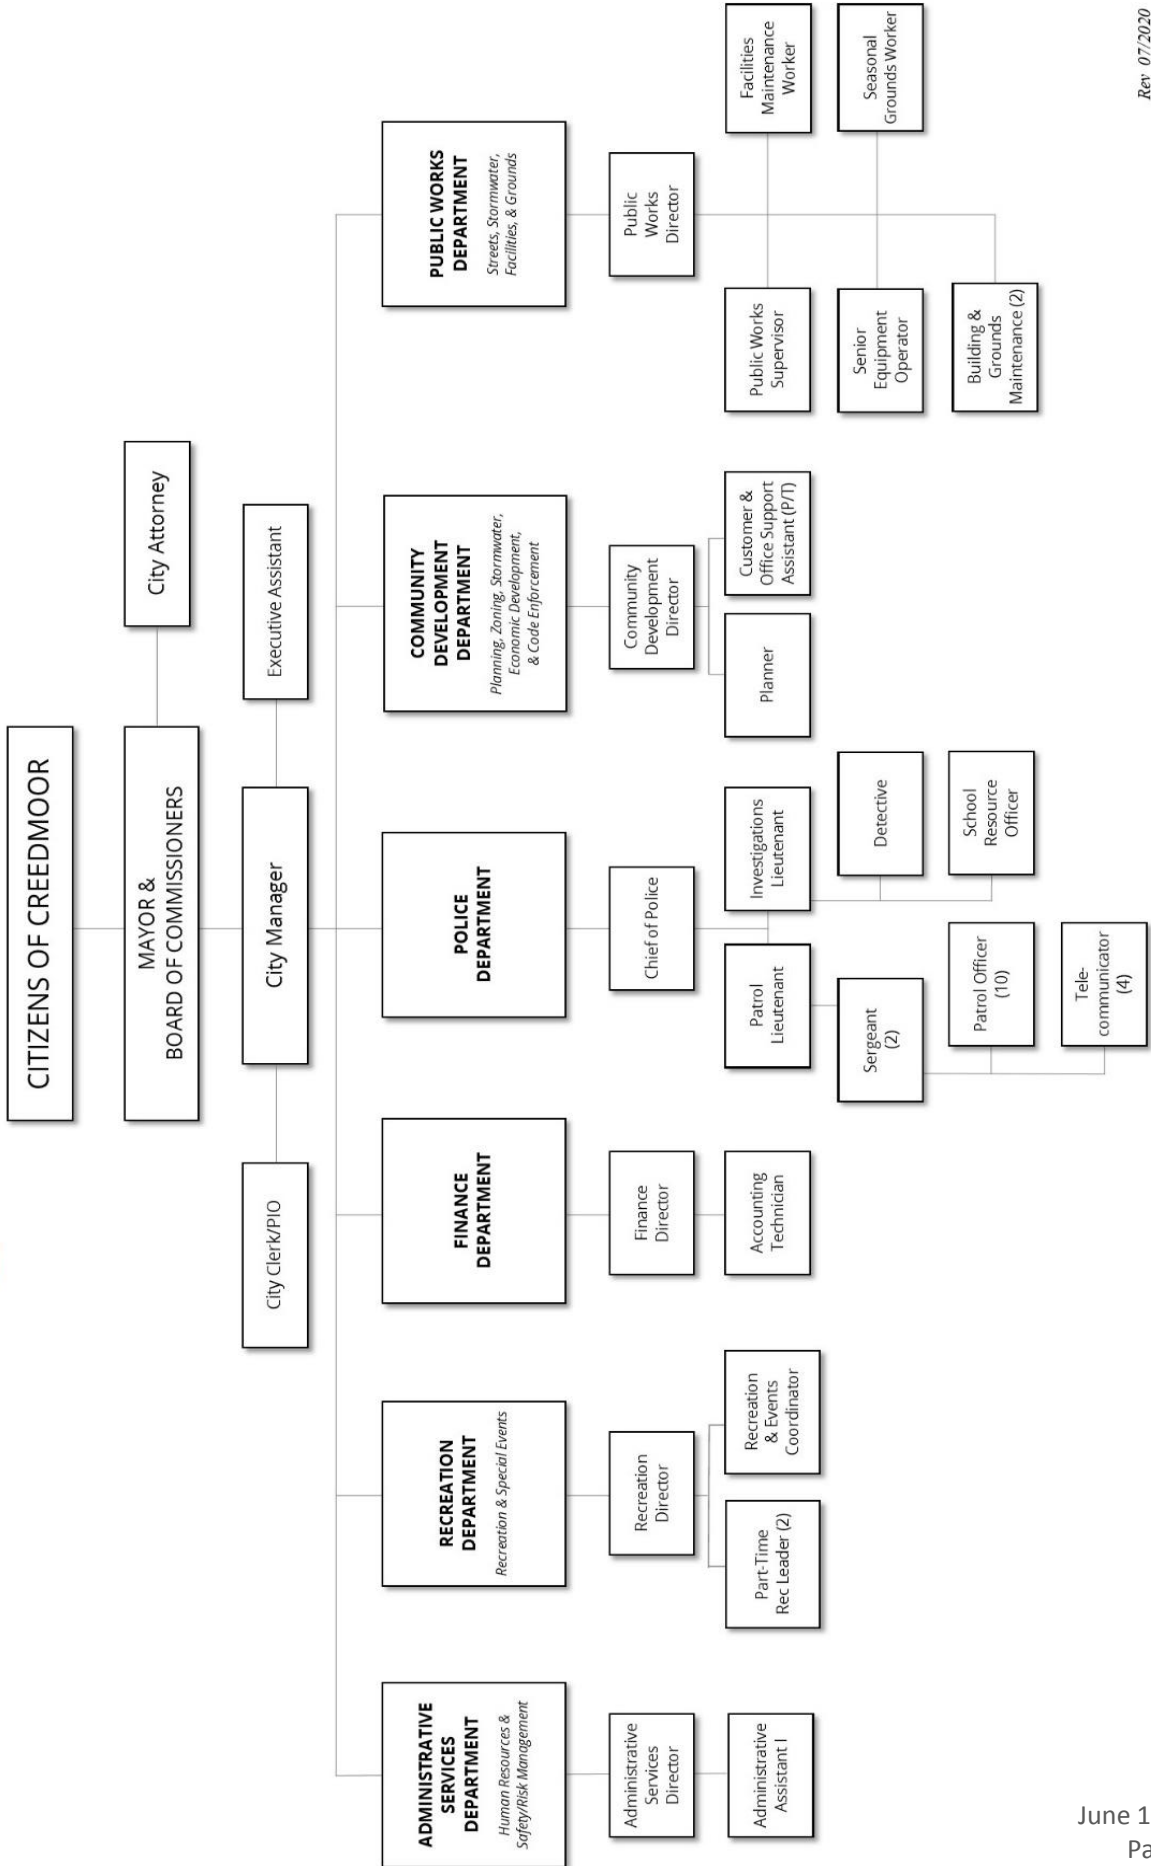 CITIZENS OF CREEDMOOR
MAYOR &
BOARD OF COMMISSIONERS
City Attorney
City Clerk/PIO
City Manager
Executive Assistant
ADMINISTRATIVE
SERVICES
DEPARTMENT
Human Resources &
Safety/Risk Management
Administrative
Services
Director
Administrative
Assistant I
RECREATION
DEPARTMENT
Recreation & Special Events
Recreation
Director
Part-Time
Rec Leader (2)
Recreation
& Events
Coordinator
FINANCE
DEPARTMENT
Finance
Director
Accounting
Technician
POLICE
DEPARTMENT
Chief of Police
Patrol
Lieutenant
Investigations
Lieutenant
Sergeant
(2)
Detective
Patrol Officer
(10)
School
Resource
Officer
Tele-
communicator
(4)
COMMUNITY
DEVELOPMENT
DEPARTMENT
Planning, Zoning, Stormwater,
Economic Development,
& Code Enforcement
Community
Development
Director
Planner
Customer &
Office Support
Assistant (P/T)
PUBLIC WORKS
DEPARTMENT
Streets, Stormwater,
Facilities, & Grounds
Public
Works
Director
Public Works
Supervisor
Facilities
Maintenance
Worker
Senior
Equipment
Operator
Seasonal
Grounds Worker
Building &
Grounds
Maintenance (2)
Rev 07/2020
June 1
Pa